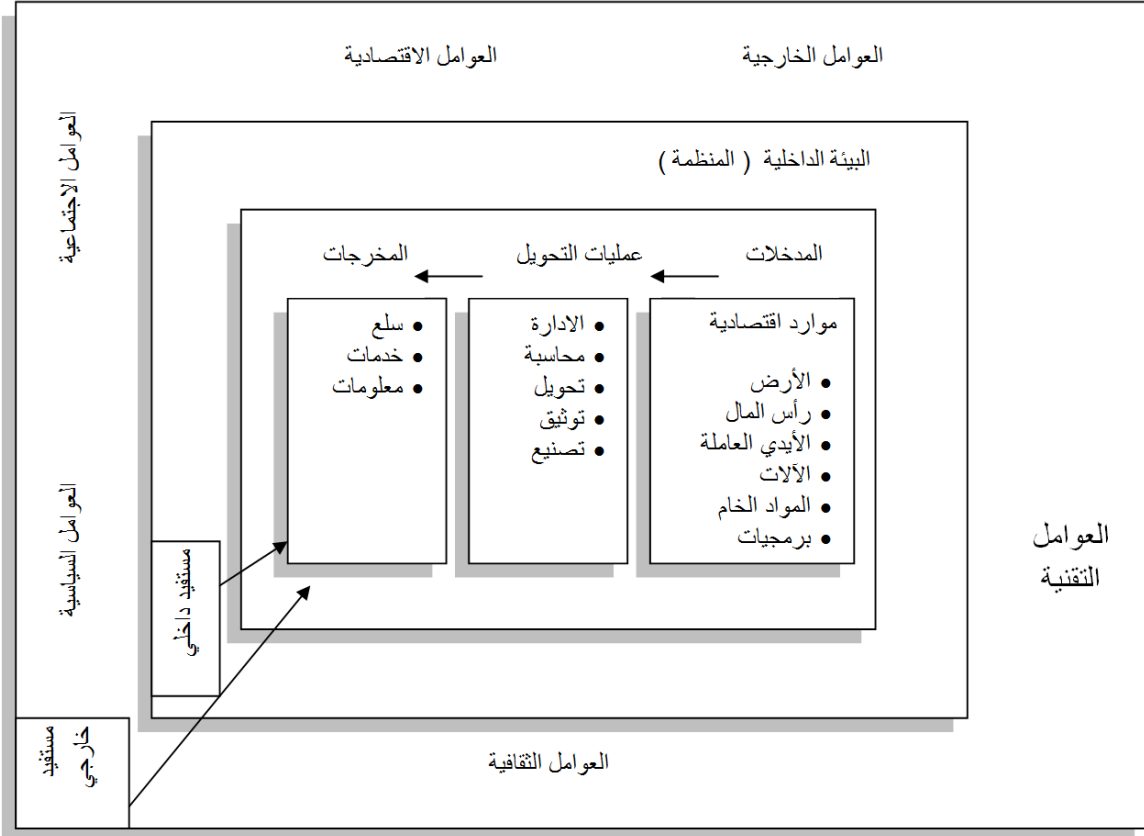 العوامل الخارجية
العوامل الاقتصادية
العوامل الاجتماعية
البيئة الداخلية ( المنظمة )
المدخلات
عمليات التحويل
المخرجات
موارد اقتصادية
• الأرض
• رأس المال
• الأيدي العاملة
• الآلات
• المواد الخام
• برمجيات
• الادارة
• محاسبة
• تحويل
• توثيق
• تصنيع
• سلع
• خدمات
• معلومات
العوامل
التقنية
العوامل السياسية
مستفيد داخلي
مستفيد
خارجي
العوامل الثقافية